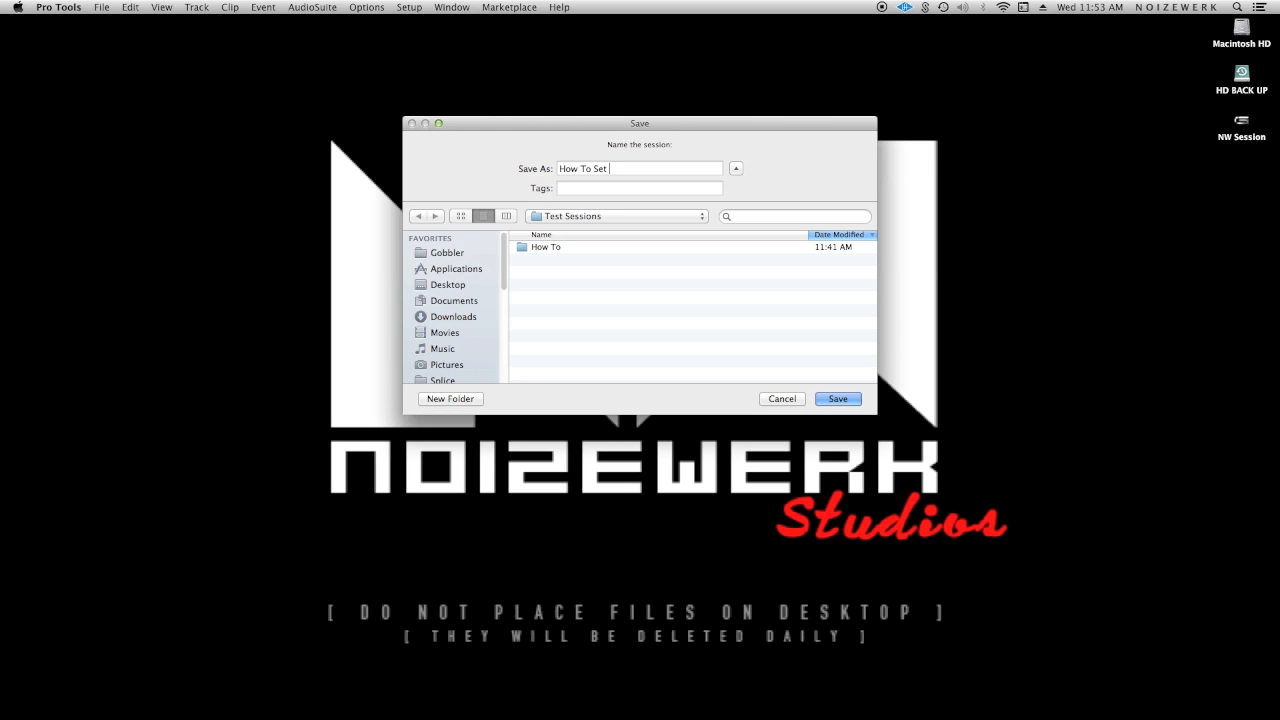 Pro Tools File Edit View Track Clip Event AudioSuite Options Setup Window Marketplace Help Wed 11:53 AM NOIZEWERK
Macintosh HD
HD BACK UP
NW Session
Save
Name the session:
Save As: How To Set
Tags:
Test Sessions
FAVORITES
Gobbler
Applications
Desktop
Documents
Downloads
Movies
Music
Pictures
Splice
Name Date Modified
How To 11:41 AM
New Folder Cancel Save
NOIZEWERK
Studios
[ DO NOT PLACE FILES ON DESKTOP ]
[ THEY WILL BE DELETED DAILY ]